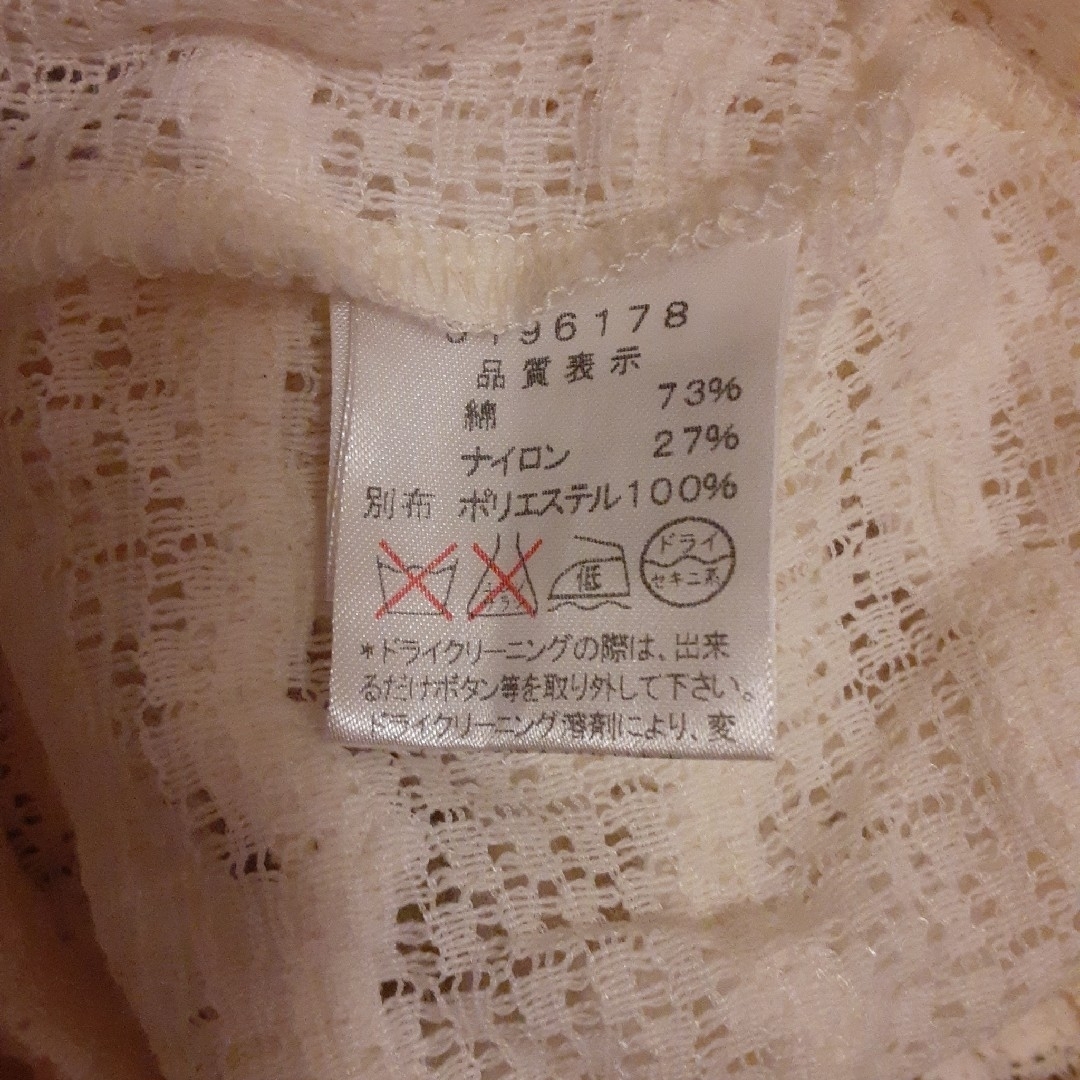 96178
品質表示
綿 73%
ナイロン 27%
別布 ポリエステル100%
低 ドライ
セキユ系
*ドライクリーニングの際は、出来
るだけボタン等を取り外して下さい。
ドライクリーニング溶剤により、変